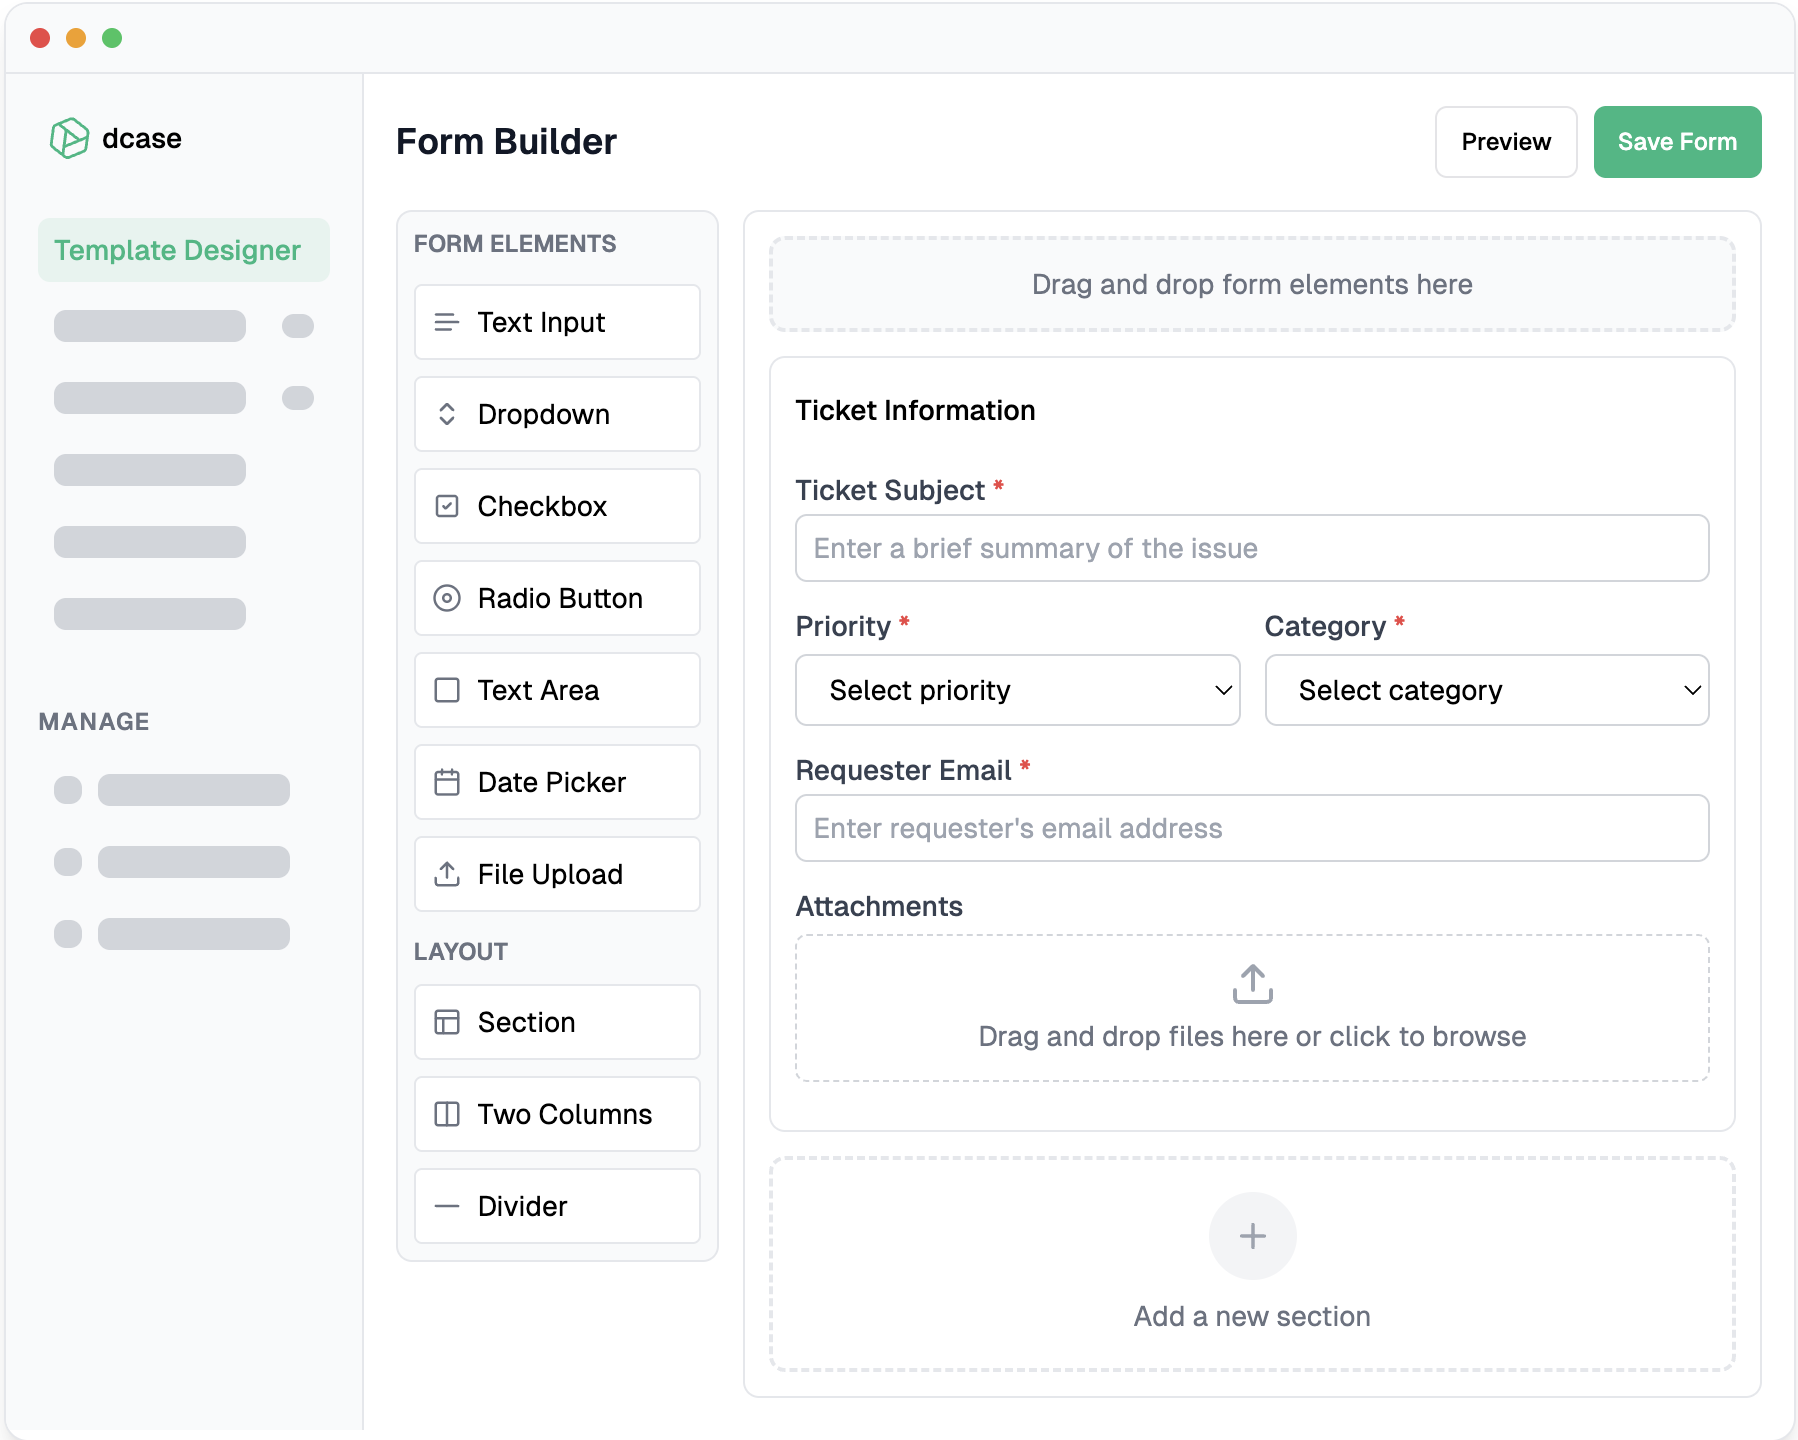 dcase
Template Designer
MANAGE
Form Builder
Preview
Save Form
FORM ELEMENTS
Text Input
Dropdown
Checkbox
Radio Button
Text Area
Date Picker
File Upload
LAYOUT
Section
Two Columns
Divider
Drag and drop form elements here
Ticket Information
Ticket Subject *
Enter a brief summary of the issue
Priority *
Category *
Select priority
Select category
Requester Email *
Enter requester's email address
Attachments
Drag and drop files here or click to browse
Add a new section